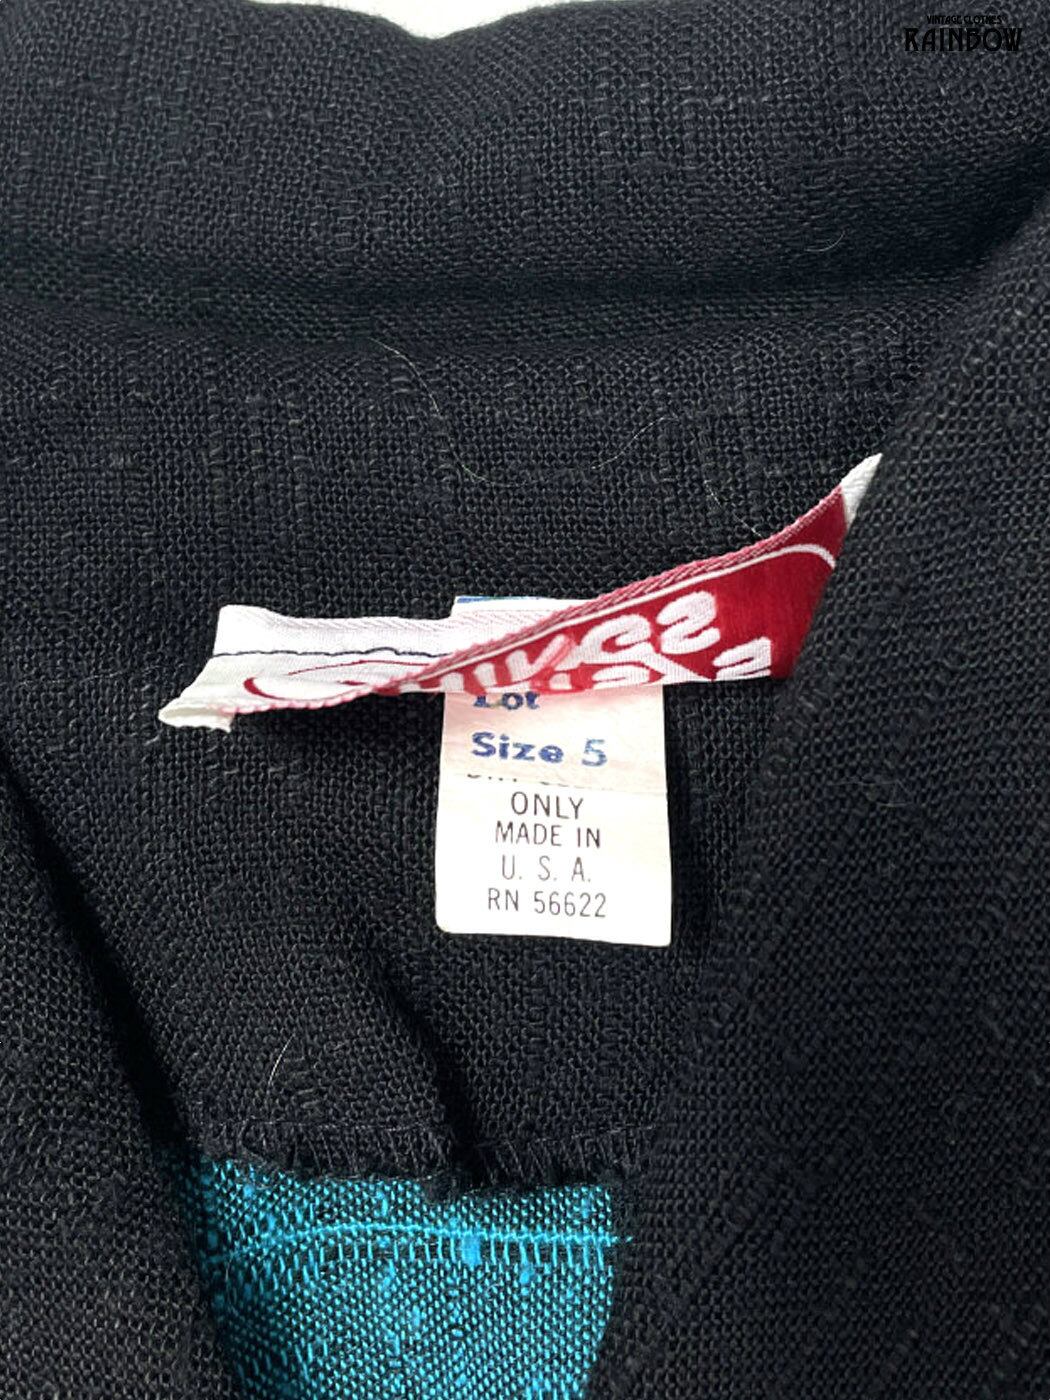 VINTAGE CLOTHES
RAINBOW
Lot
Size 5
ONLY
MADE IN
U. S. A.
RN 56622